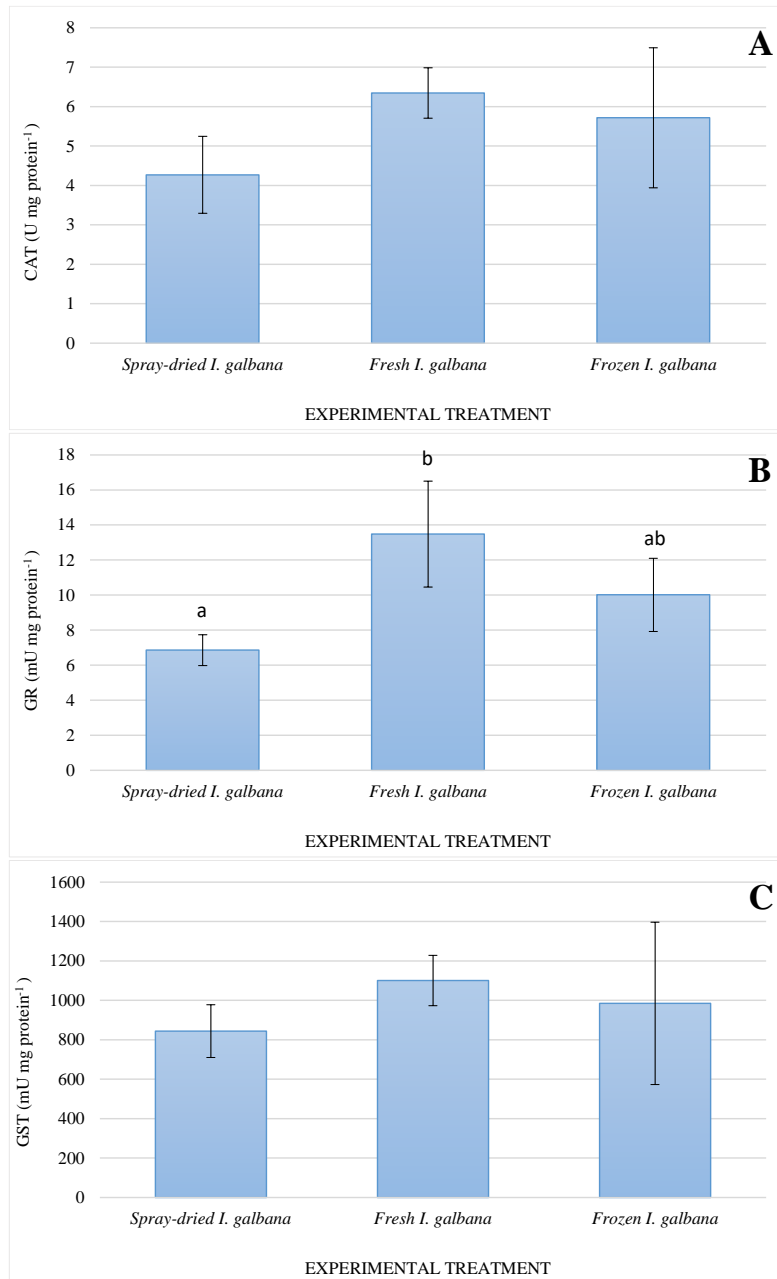 A
8
7
6
5
4
3
2
1
0
CAT (U mg protein⁻¹)
Spray-dried I. galbana Fresh I. galbana Frozen I. galbana
EXPERIMENTAL TREATMENT
B
18
16
14
12
10
8
6
4
2
0
GR (mU mg protein⁻¹)
a b ab
Spray-dried I. galbana Fresh I. galbana Frozen I. galbana
EXPERIMENTAL TREATMENT
C
1600
1400
1200
1000
800
600
400
200
0
GST (mU mg protein⁻¹)
Spray-dried I. galbana Fresh I. galbana Frozen I. galbana
EXPERIMENTAL TREATMENT